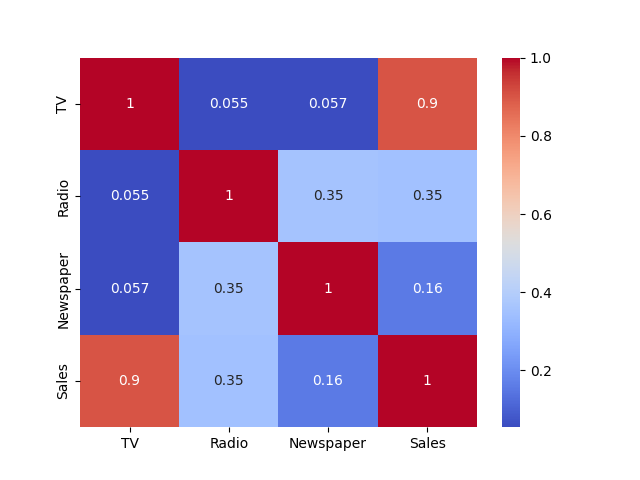 TV 1 0.055 0.057 0.9
Radio 0.055 1 0.35 0.35
Newspaper 0.057 0.35 1 0.16
Sales 0.9 0.35 0.16 1
TV Radio Newspaper Sales
1.0
0.8
0.6
0.4
0.2